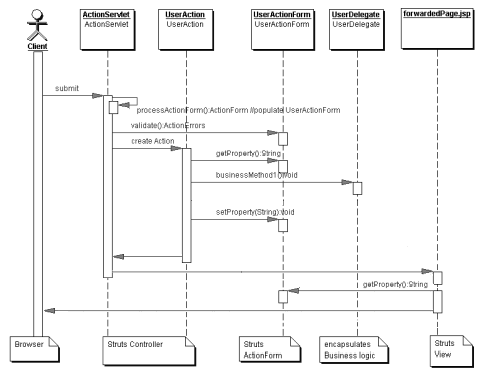 Client
ActionServlet
ActionServlet
UserAction
UserAction
UserActionForm
UserActionForm
UserDelegate
UserDelegate
forwardedPage.jsp
submit
processActionForm():ActionForm //populate UserActionForm
validate():ActionErrors
create Action
getProperty():String
businessMethod1():void
setProperty(String):void
getProperty():String
Browser
Struts Controller
Struts
ActionForm
encapsulates
Business logic
Struts
View